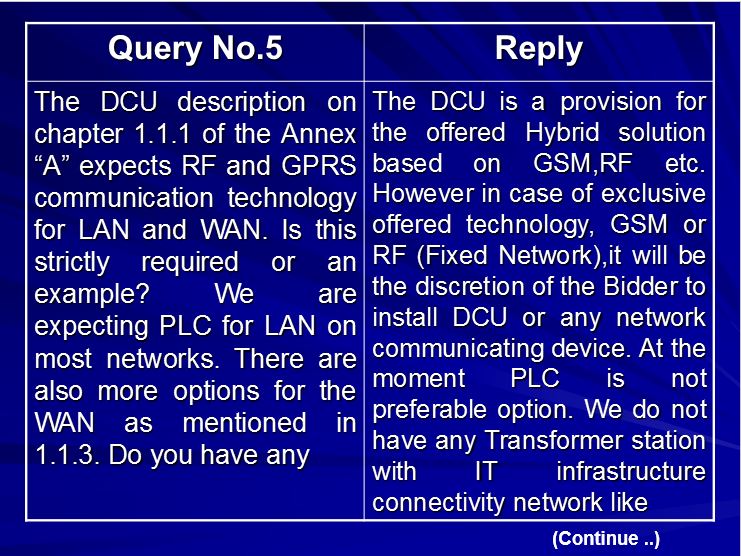 Query No.5
Reply
The DCU description on
chapter 1.1.1 of the Annex
“A” expects RF and GPRS
communication technology
for LAN and WAN. Is this
strictly required or an
example? We are
expecting PLC for LAN on
most networks. There are
also more options for the
WAN as mentioned in
1.1.3. Do you have any
The DCU is a provision for
the offered Hybrid solution
based on GSM,RF etc.
However in case of exclusive
offered technology, GSM or
RF (Fixed Network),it will be
the discretion of the Bidder to
install DCU or any network
communicating device. At the
moment PLC is not
preferable option. We do not
have any Transformer station
with IT infrastructure
connectivity network like
(Continue ..)